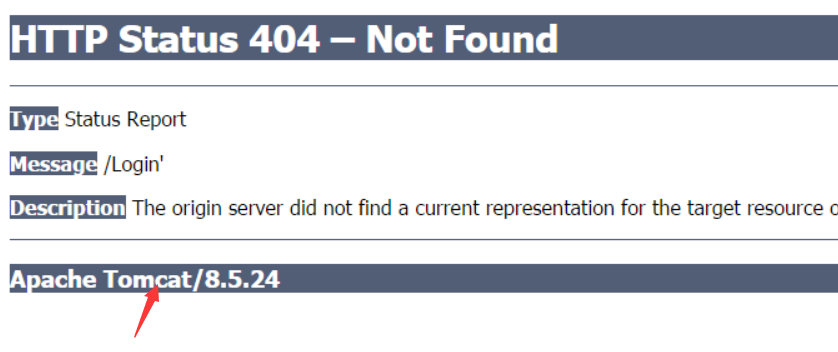 HTTP Status 404 – Not Found
Type Status Report
Message /Login'
Description The origin server did not find a current representation for the target resource
Apache Tomcat/8.5.24